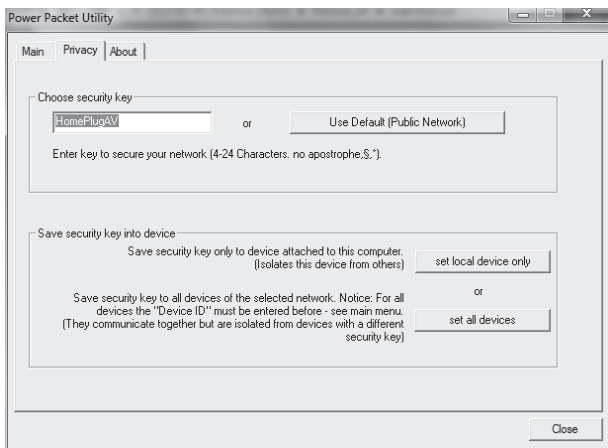 Power Packet Utility
Main Privacy About
Choose security key
HomePlugAV or Use Default (Public Network)
Enter key to secure your network (4-24 Characters. no apostrophe,§,*).
Save security key into device
Save security key only to device attached to this computer.
(Isolates this device from others)
set local device only
or
Save security key to all devices of the selected network. Notice: For all
devices the "Device ID" must be entered before - see main menu.
(They communicate together but are isolated from devices with a different
security key)
set all devices
Close